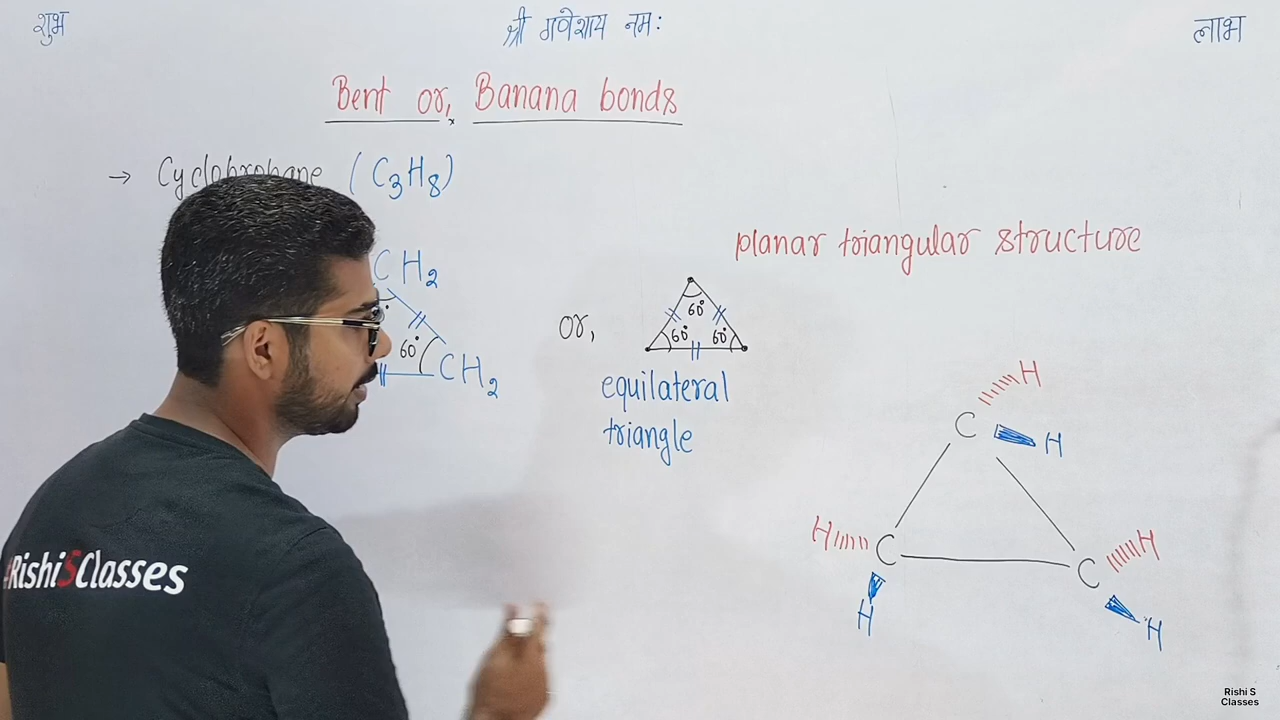 शुभ श्री गणेशाय नमः लाभ
Bent or, Banana bonds
→ Cyclopropane (C₃H₈)
planar triangular structure
CH₂
60°
CH₂
or,
60°
60° 60°
equilateral
triangle
H
C H
H C C H
H H
#RishiSClasses
Rishi S
Classes